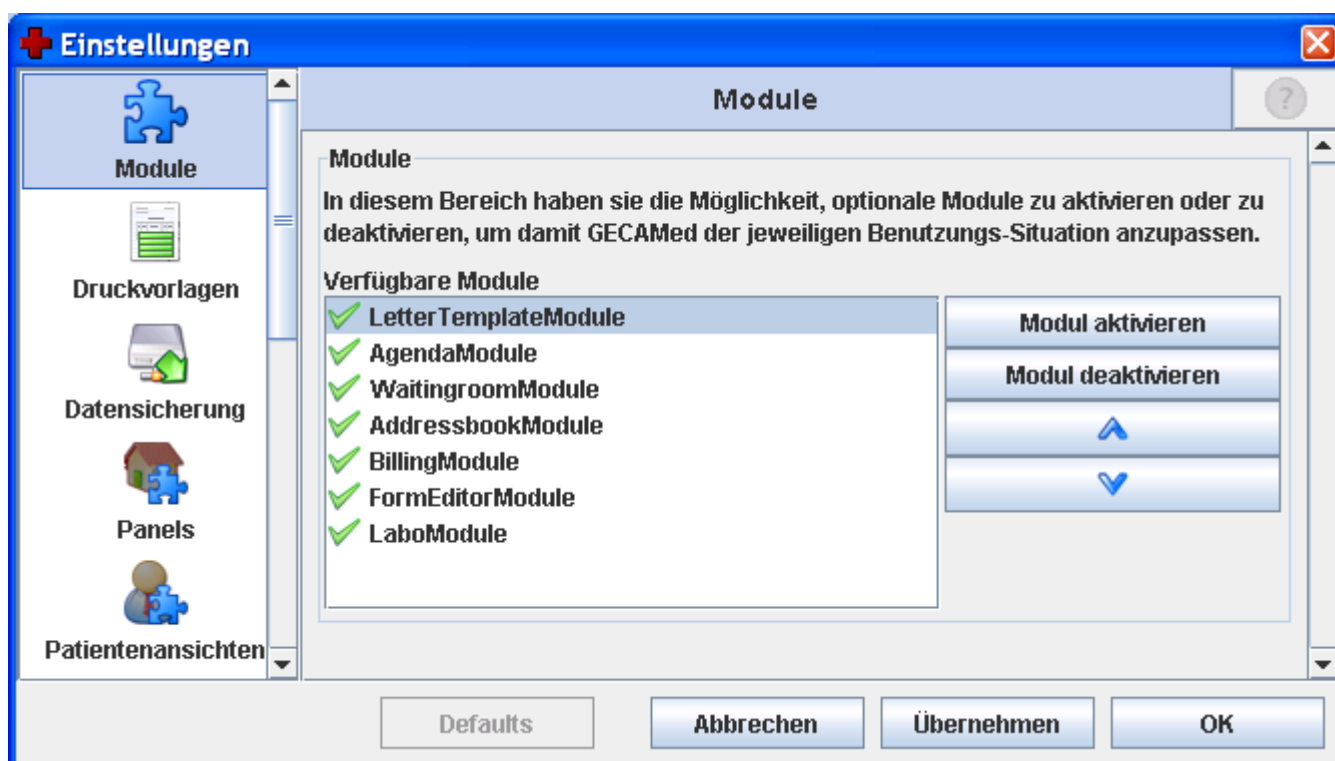 Einstellungen
Module
Druckvorlagen
Datensicherung
Panels
Patientenansichten
Module
?
Module
In diesem Bereich haben sie die Möglichkeit, optionale Module zu aktivieren oder zu
deaktivieren, um damit GECAMed der jeweiligen Benutzungs-Situation anzupassen.
Verfügbare Module
LetterTemplateModule
AgendaModule
WaitingroomModule
AddressbookModule
BillingModule
FormEditorModule
LaboModule
Modul aktivieren
Modul deaktivieren
Defaults
Abbrechen
Übernehmen
OK